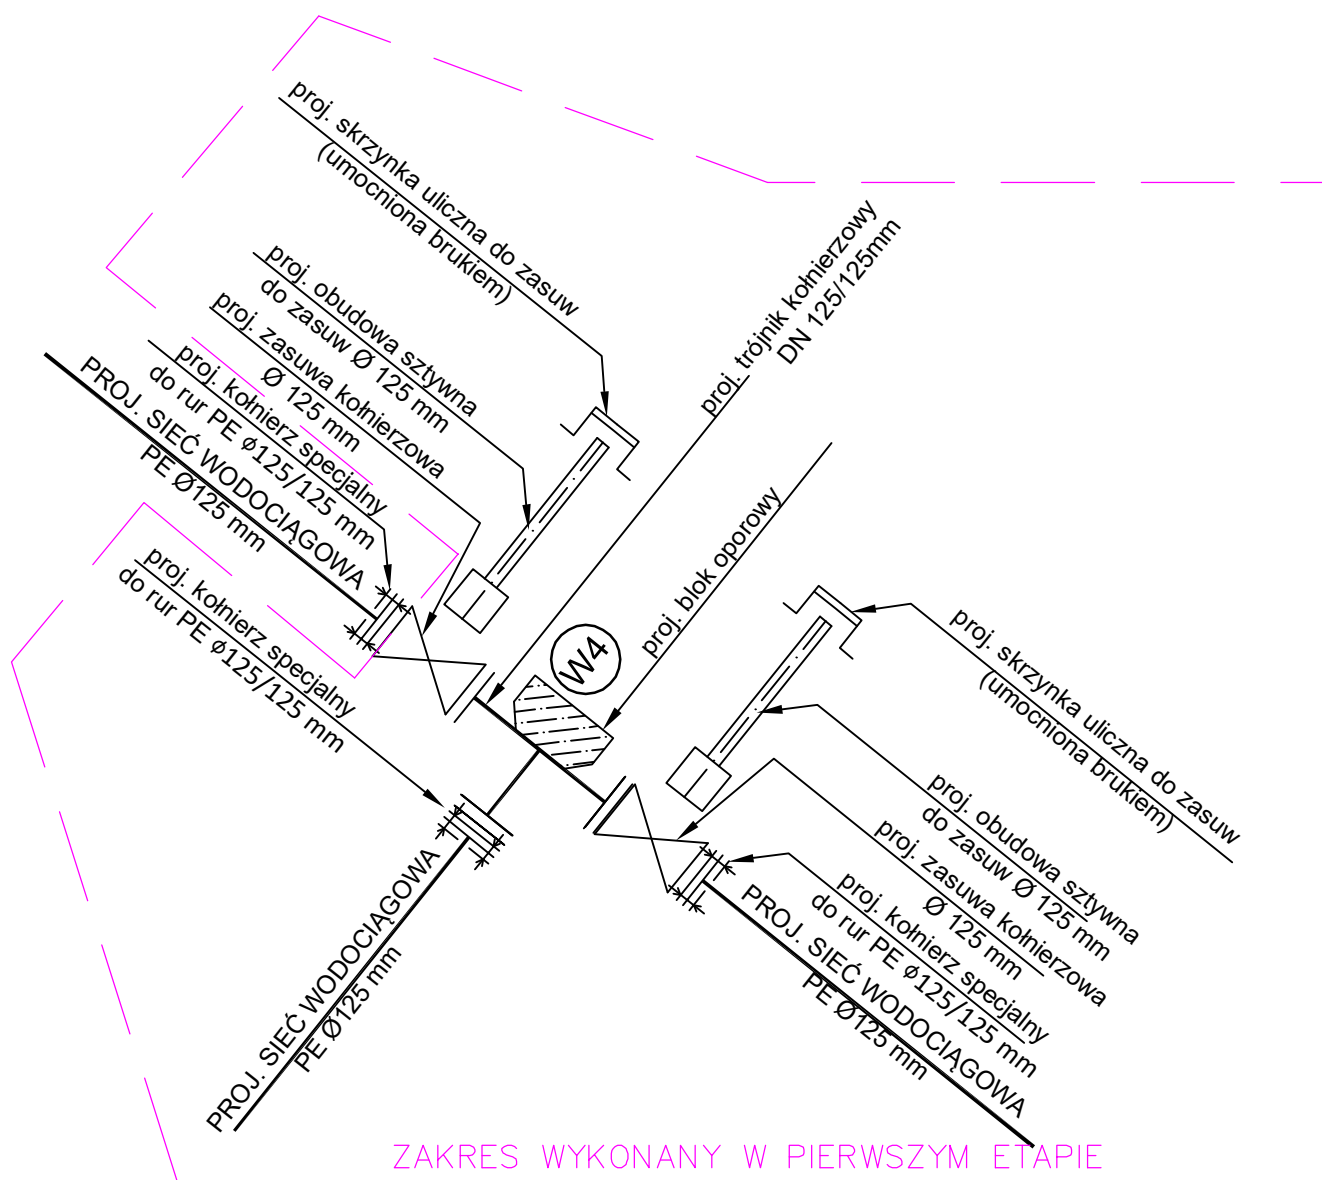 proj. skrzynka uliczna do zasuw
(umocniona brukiem)
proj. obudowa sztywna
do zasuw Ø 125 mm
proj. zasuwa kołnierzowa
Ø 125 mm
proj. kołnierz specjalny
do rur PE ø125/125 mm
PROJ. SIEĆ WODOCIĄGOWA
PE Ø125 mm
proj. kołnierz specjalny
do rur PE ø125/125 mm
proj. trójnik kołnierzowy
DN 125/125mm
proj. blok oporowy
W4
PROJ. SIEĆ WODOCIĄGOWA
PE Ø125 mm
proj. skrzynka uliczna do zasuw
(umocniona brukiem)
proj. obudowa sztywna
do zasuw Ø 125 mm
proj. zasuwa kołnierzowa
Ø 125 mm
proj. kołnierz specjalny
do rur PE ø125/125 mm
PROJ. SIEĆ WODOCIĄGOWA
PE Ø125 mm
ZAKRES WYKONANY W PIERWSZYM ETAPIE